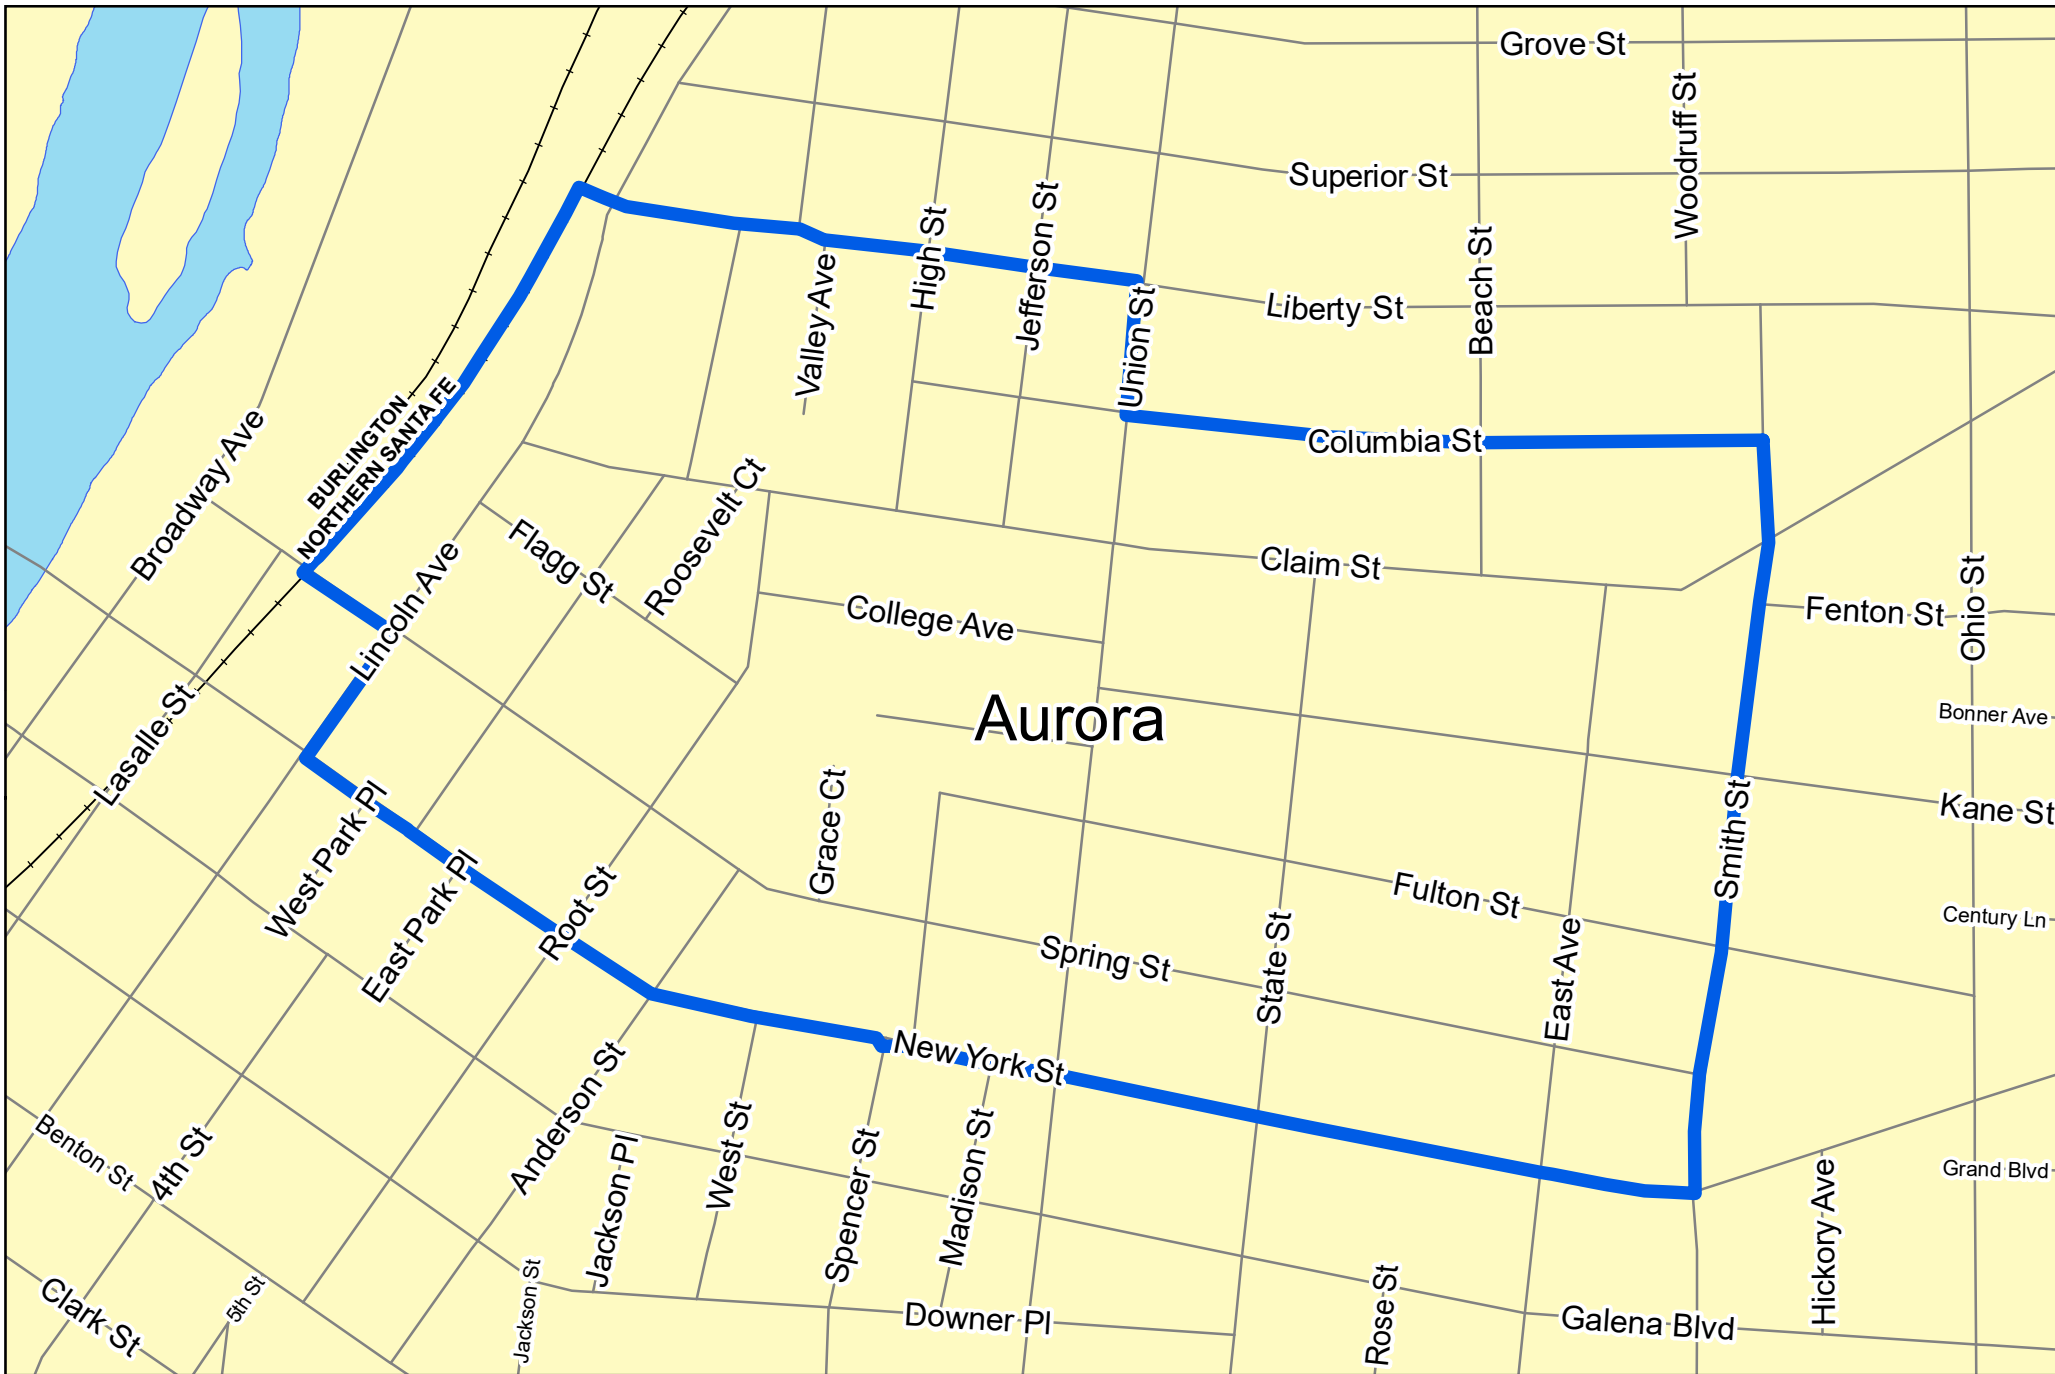 Grove St
Woodruff St
Superior St
High St
Jefferson St
Beach St
Valley Ave
Union St
Liberty St
BURLINGTON
NORTHERN SANTA FE
Broadway Ave
Columbia St
Roosevelt Ct
Flagg St
Lincoln Ave
Claim St
College Ave
Fenton St
Ohio St
Lasalle St
Aurora
Bonner Ave
Grace Ct
Smith St
Kane St
West Park Pl
East Park Pl
Root St
Fulton St
Century Ln
Spring St
State St
East Ave
New York St
Anderson St
Benton St
4th St
Jackson Pl
West St
Spencer St
Madison St
Grand Blvd
Hickory Ave
Clark St
5th St
Jackson St
Downer Pl
Rose St
Galena Blvd